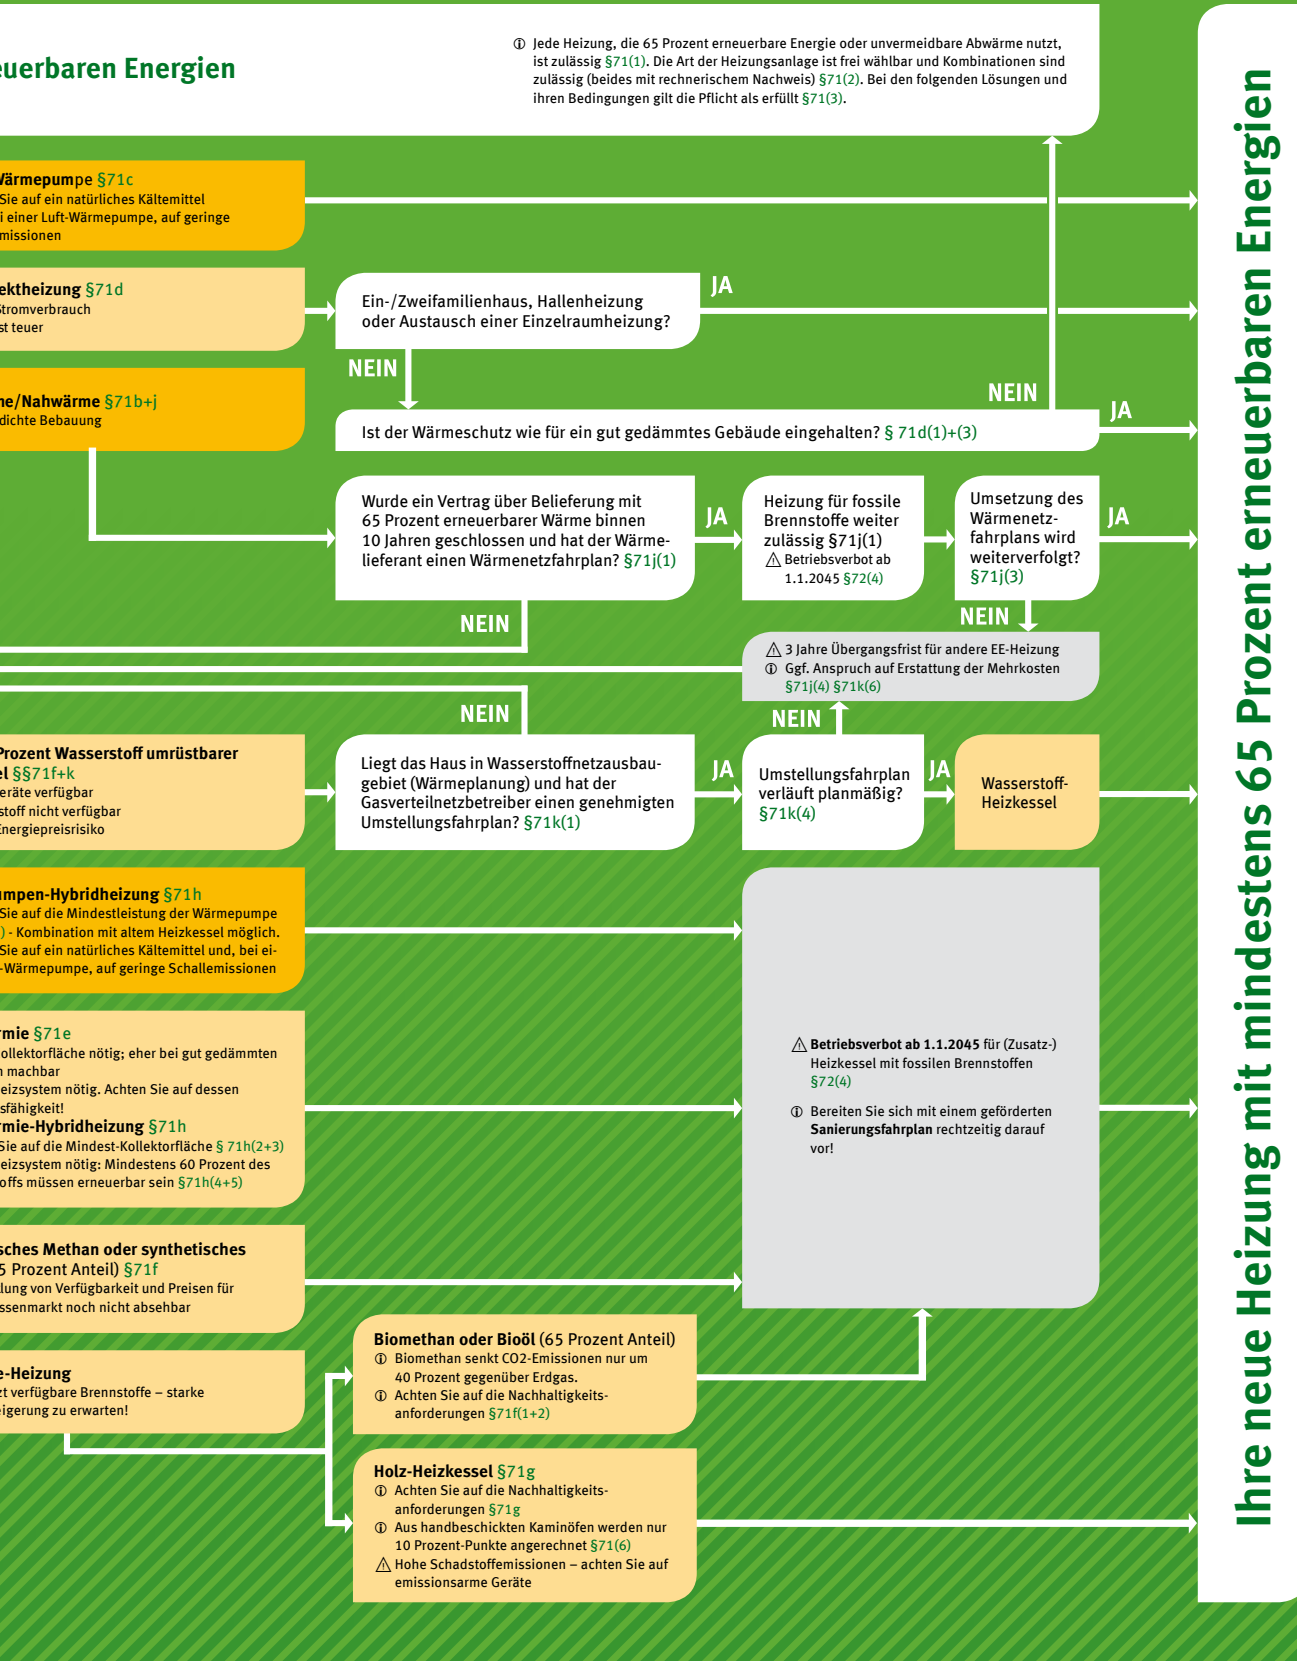 euerbaren Energien
Jede Heizung, die 65 Prozent erneuerbare Energie oder unvermeidbare Abwärme nutzt,
ist zulässig §71(1). Die Art der Heizungsanlage ist frei wählbar und Kombinationen sind
zulässig (beides mit rechnerischem Nachweis) §71(2). Bei den folgenden Lösungen und
ihren Bedingungen gilt die Pflicht als erfüllt §71(3).
Wärmepumpe §71c
Sie auf ein natürliches Kältemittel
i einer Luft-Wärmepumpe, auf geringe
missionen
ektheizung §71d
Stromverbrauch
st teuer
Ein-/Zweifamilienhaus, Hallenheizung
oder Austausch einer Einzelraumheizung?
JA
NEIN
me/Nahwärme §71b+j
dichte Bebauung
Ist der Wärmeschutz wie für ein gut gedämmtes Gebäude eingehalten? § 71d(1)+(3)
NEIN
JA
Wurde ein Vertrag über Belieferung mit
65 Prozent erneuerbarer Wärme binnen
10 Jahren geschlossen und hat der Wärme-
lieferant einen Wärmenetzfahrplan? §71j(1)
JA
NEIN
Heizung für fossile
Brennstoffe weiter
zulässig §71j(1)
Betriebsverbot ab
1.1.2045 §72(4)
Umsetzung des
Wärmenetz-
fahrplans wird
weiterverfolgt?
§71j(3)
JA
NEIN
3 Jahre Übergangsfrist für andere EE-Heizung
Ggf. Anspruch auf Erstattung der Mehrkosten
§71j(4) §71k(6)
NEIN
NEIN
Prozent Wasserstoff umrüstbarer
el §§71f+k
eräte verfügbar
stoff nicht verfügbar
Energiepreisrisiko
Liegt das Haus in Wasserstoffnetzausbau-
gebiet (Wärmeplanung) und hat der
Gasverteilnetzbetreiber einen genehmigten
Umstellungsfahrplan? §71k(1)
JA
Umstellungsfahrplan
verläuft planmäßig?
§71k(4)
JA
Wasserstoff-
Heizkessel
umpen-Hybridheizung §71h
Sie auf die Mindestleistung der Wärmepumpe
) - Kombination mit altem Heizkessel möglich.
Sie auf ein natürliches Kältemittel und, bei ei-
-Wärmepumpe, auf geringe Schallemissionen
rmie §71e
ollektorfläche nötig; eher bei gut gedämmten
n machbar
eizsystem nötig. Achten Sie auf dessen
sfähigkeit!
rmie-Hybridheizung §71h
Sie auf die Mindest-Kollektorfläche § 71h(2+3)
eizsystem nötig: Mindestens 60 Prozent des
offs müssen erneuerbar sein §71h(4+5)
Betriebsverbot ab 1.1.2045 für (Zusatz-)
Heizkessel mit fossilen Brennstoffen
§72(4)
Bereiten Sie sich mit einem geförderten
Sanierungsfahrplan rechtzeitig darauf
vor!
sches Methan oder synthetisches
5 Prozent Anteil) §71f
lung von Verfügbarkeit und Preisen für
ssenmarkt noch nicht absehbar
e-Heizung
zt verfügbare Brennstoffe – starke
eigerung zu erwarten!
Biomethan oder Bioöl (65 Prozent Anteil)
Biomethan senkt CO2-Emissionen nur um
40 Prozent gegenüber Erdgas.
Achten Sie auf die Nachhaltigkeits-
anforderungen §71f(1+2)
Holz-Heizkessel §71g
Achten Sie auf die Nachhaltigkeits-
anforderungen §71g
Aus handbeschickten Kaminöfen werden nur
10 Prozent-Punkte angerechnet §71(6)
Hohe Schadstoffemissionen – achten Sie auf
emissionsarme Geräte
Ihre neue Heizung mit mindestens 65 Prozent erneuerbaren Energien